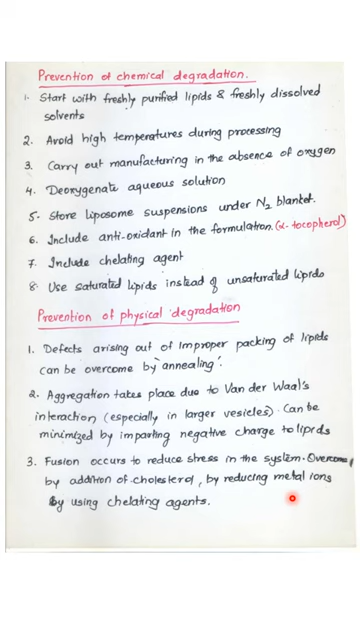 Prevention of chemical degradation.
1. Start with freshly purified lipids & freshly dissolved
solvents
2. Avoid high temperatures during processing
3. Carry out manufacturing in the absence of oxygen
4. Deoxygenate aqueous solution
5. Store liposome suspensions under N2 blanket.
6. Include anti-oxidant in the formulation. (α-tocopherol)
7. Include chelating agent
8. Use saturated lipids instead of unsaturated lipids
Prevention of physical degradation
1. Defects arising out of improper packing of lipids
can be overcome by 'annealing'.
2. Aggregation takes place due to Van der Waal's
interaction (especially in larger vesicles). Can be
minimized by imparting negative charge to lipids
3. Fusion occurs to reduce stress in the system. Overcome
by addition of cholesterol, by reducing metal ions
by using chelating agents.